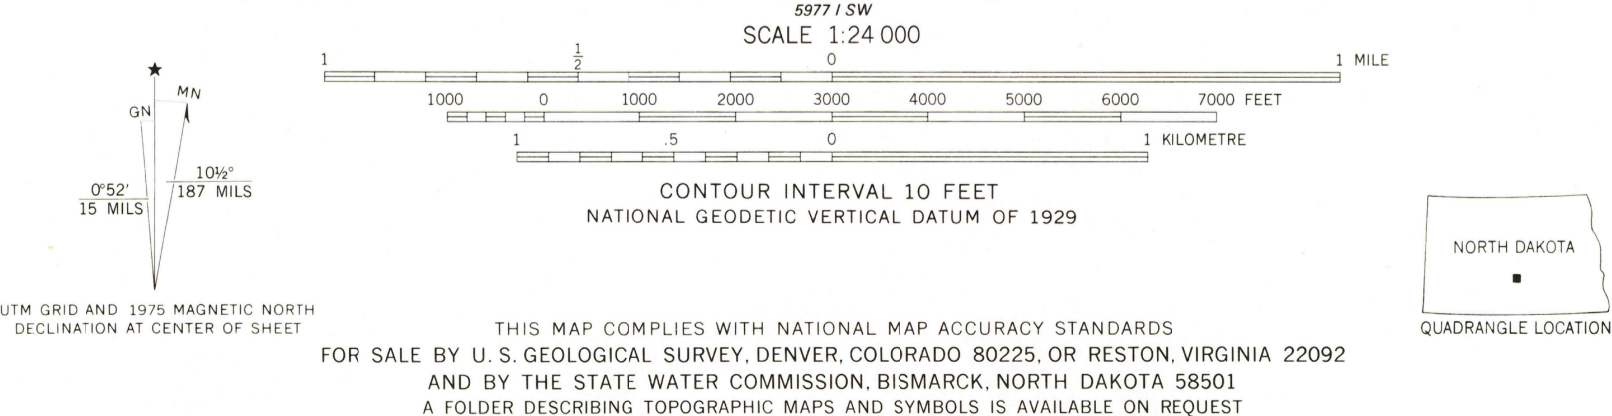 5977 I SW
SCALE 1:24 000
1 1/2 0 1 MILE
1000 0 1000 2000 3000 4000 5000 6000 7000 FEET
1 .5 0 1 KILOMETRE
CONTOUR INTERVAL 10 FEET
NATIONAL GEODETIC VERTICAL DATUM OF 1929
★
MN
GN
10½°
187 MILS
0°52'
15 MILS
UTM GRID AND 1975 MAGNETIC NORTH
DECLINATION AT CENTER OF SHEET
NORTH DAKOTA
QUADRANGLE LOCATION
THIS MAP COMPLIES WITH NATIONAL MAP ACCURACY STANDARDS
FOR SALE BY U. S. GEOLOGICAL SURVEY, DENVER, COLORADO 80225, OR RESTON, VIRGINIA 22092
AND BY THE STATE WATER COMMISSION, BISMARCK, NORTH DAKOTA 58501
A FOLDER DESCRIBING TOPOGRAPHIC MAPS AND SYMBOLS IS AVAILABLE ON REQUEST